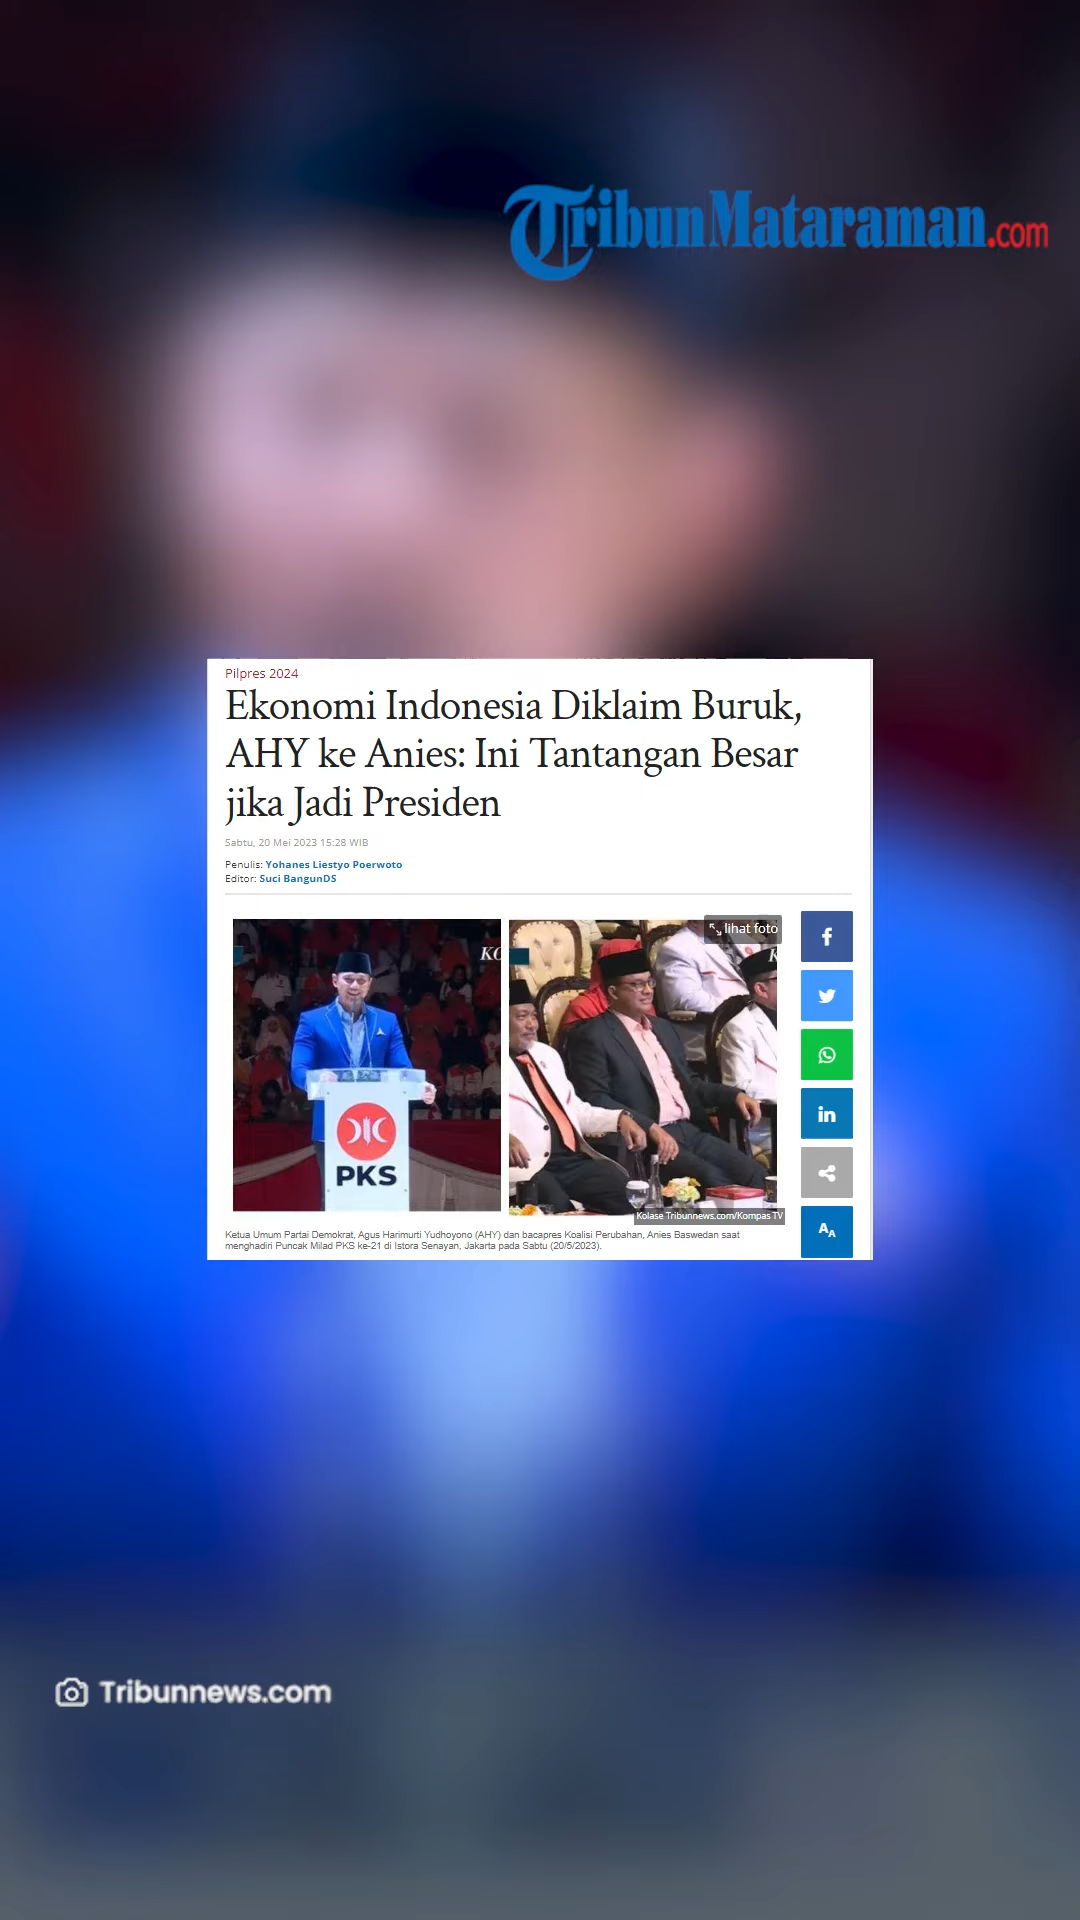 TribunMataraman.com
Pilpres 2024
Ekonomi Indonesia Diklaim Buruk,
AHY ke Anies: Ini Tantangan Besar
jika Jadi Presiden
Sabtu, 20 Mei 2023 15:28 WIB
Penulis: Yohanes Liestyo Poerwoto
Editor: Suci BangunDS
lihat foto
KO
K
PKS
Kolase Tribunnews.com/Kompas TV
AA
Ketua Umum Partai Demokrat, Agus Harimurti Yudhoyono (AHY) dan bacapres Koalisi Perubahan, Anies Baswedan saat
menghadiri Puncak Milad PKS ke-21 di Istora Senayan, Jakarta pada Sabtu (20/5/2023).
Tribunnews.com